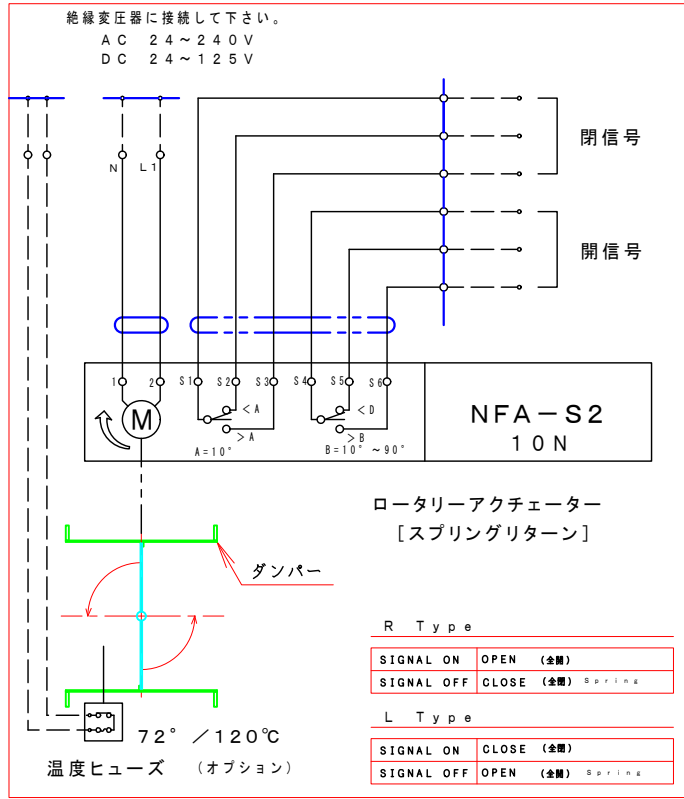 絶縁変圧器に接続して下さい。
AC 24~240V
DC 24~125V
閉信号
N L1
開信号
1 2 S1 S2 S3 S4 S5 S6
<A <D
M
>A >B
A=10° B=10° ~90°
NFA-S2
10N
ロータリーアクチェーター
[スプリングリターン]
ダンパー
R Type
SIGNAL ON OPEN (全開)
SIGNAL OFF CLOSE (全閉) Spring
L Type
SIGNAL ON CLOSE (全閉)
SIGNAL OFF OPEN (全開) Spring
72° /120℃
温度ヒューズ (オプション)